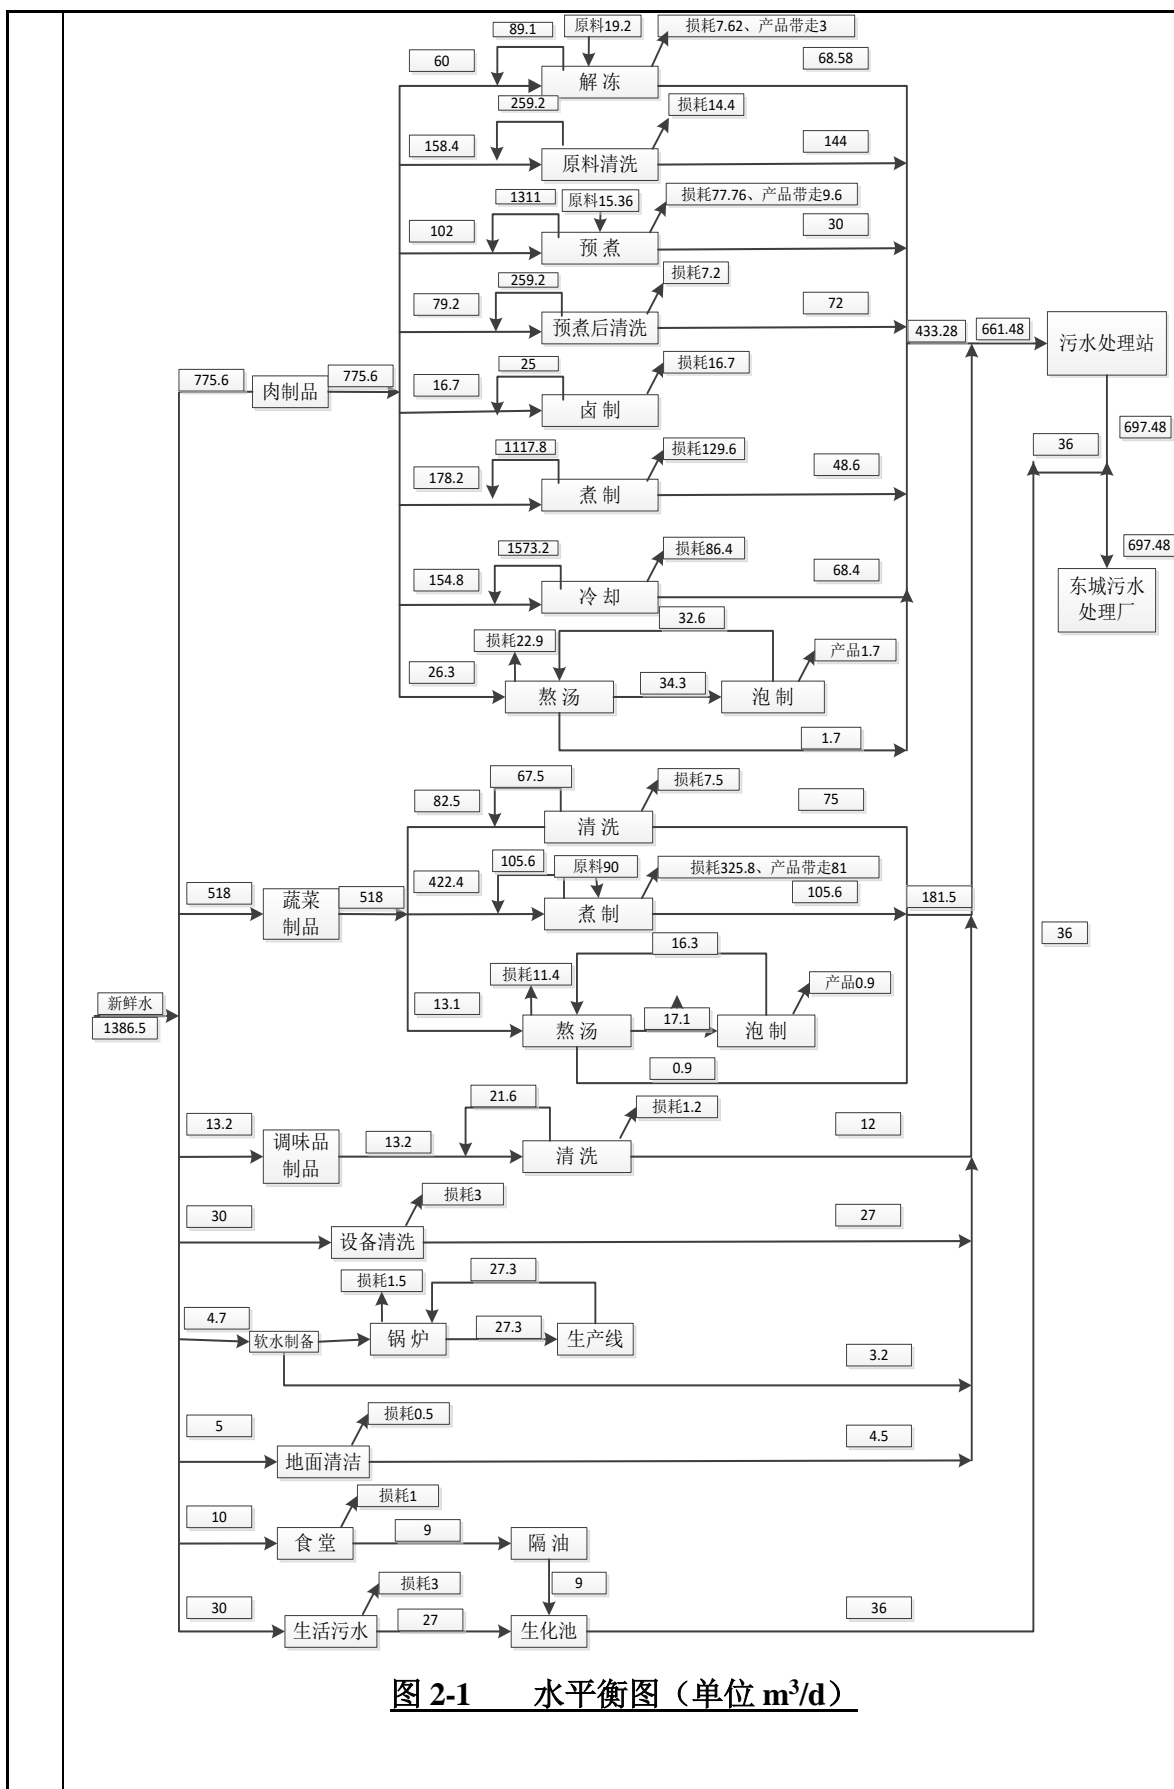 89.1
原料19.2
损耗7.62、产品带走3
60
68.58
解 冻
259.2
损耗14.4
158.4
144
原料清洗
1311
原料15.36
损耗77.76、产品带走9.6
102
30
预 煮
259.2
损耗7.2
79.2
72
预煮后清洗
433.28
661.48
污水处理站
775.6
肉制品
775.6
25
损耗16.7
16.7
卤 制
697.48
36
1117.8
损耗129.6
178.2
48.6
煮 制
697.48
1573.2
损耗86.4
154.8
68.4
冷 却
东城污水
处理厂
32.6
损耗22.9
产品1.7
26.3
熬 汤
34.3
泡 制
1.7
67.5
损耗7.5
82.5
75
清 洗
518
蔬菜
制品
518
105.6
原料90
损耗325.8、产品带走81
422.4
105.6
煮 制
181.5
36
16.3
损耗11.4
产品0.9
13.1
熬 汤
17.1
泡 制
0.9
新鲜水
1386.5
21.6
损耗1.2
13.2
调味品
制品
13.2
12
清 洗
损耗3
30
27
设备清洗
损耗1.5
27.3
4.7
软水制备
锅 炉
27.3
生产线
3.2
损耗0.5
5
4.5
地面清洁
损耗1
10
食 堂
9
隔 油
损耗3
9
30
生活污水
27
生化池
36
图 2-1 水平衡图（单位 m³/d）